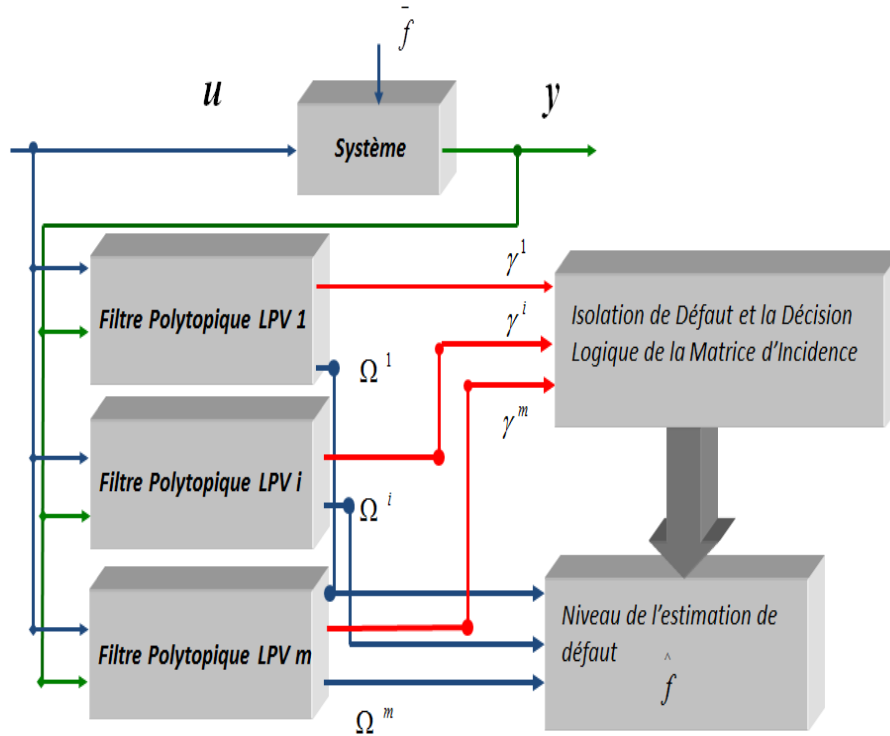 f̄
u
y
Système
Filtre Polytopique LPV 1
γ¹
γⁱ
γᵐ
Isolation de Défaut et la Décision
Logique de la Matrice d’Incidence
Ω¹
Filtre Polytopique LPV i
Ωⁱ
Filtre Polytopique LPV m
Ωᵐ
Niveau de l’estimation de
défaut
f̂